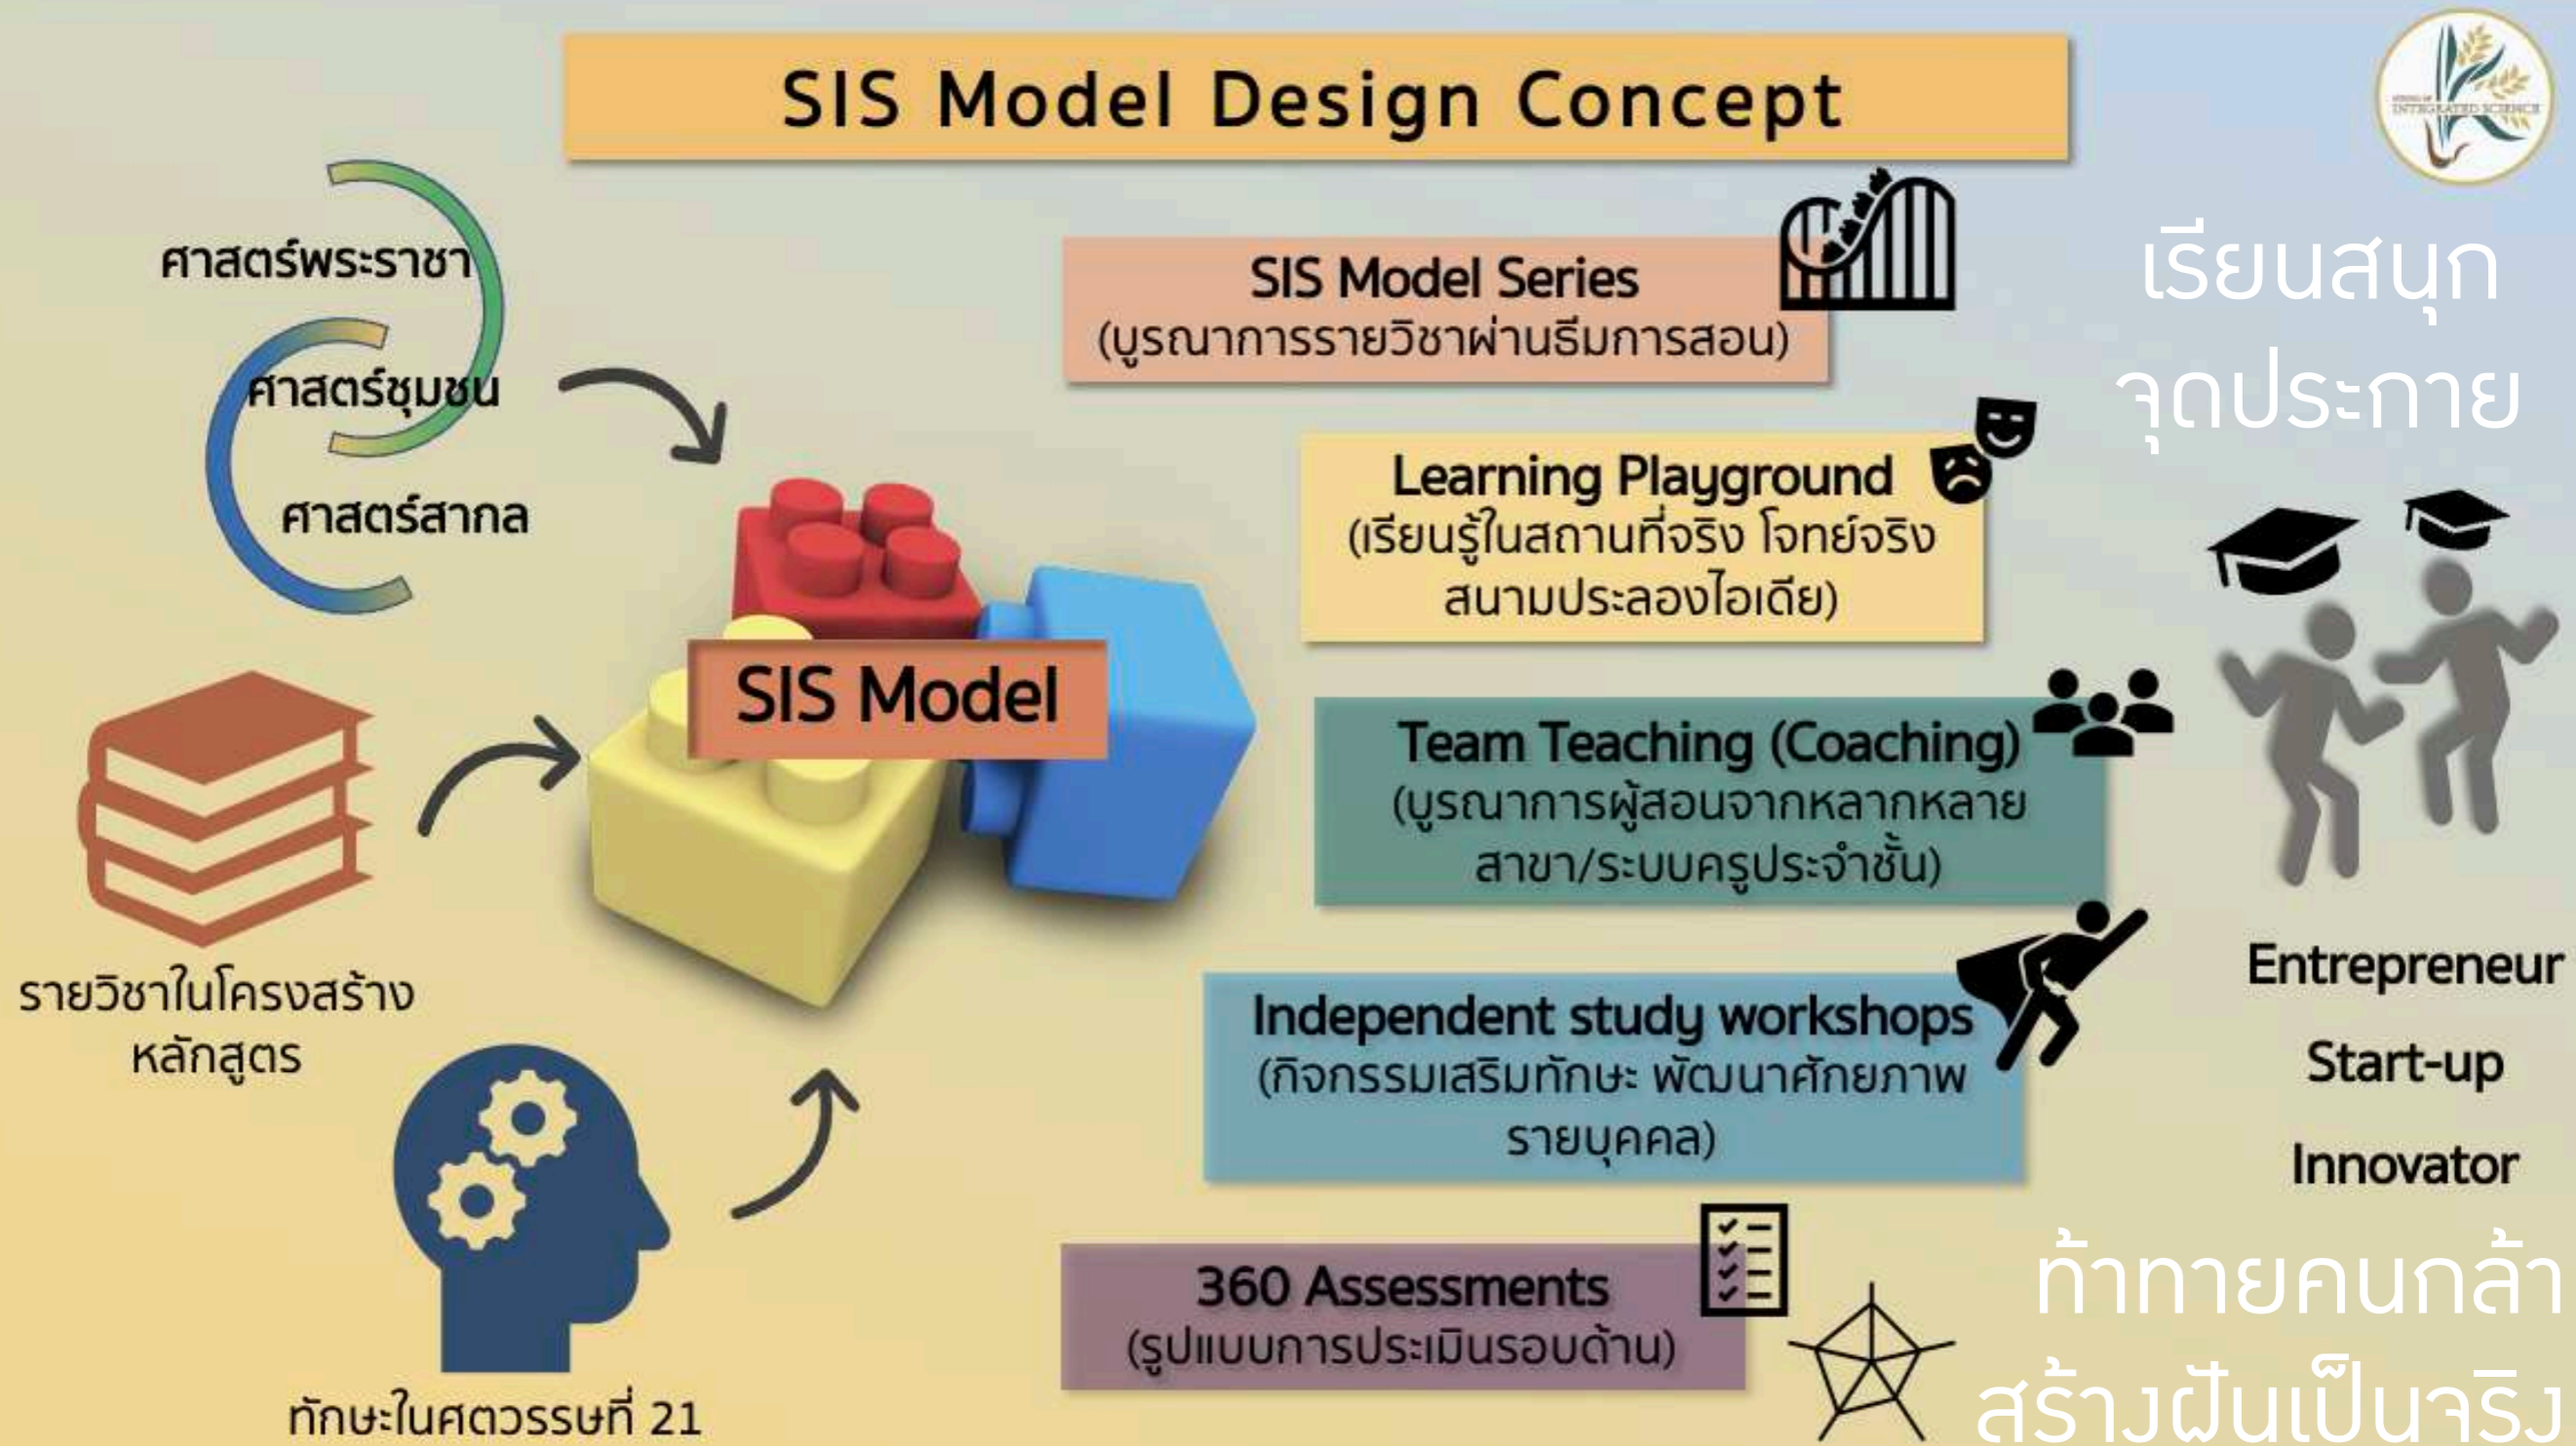 SIS Model Design Concept
INTEGRATED SCIENCE
ศาสตร์พระราชา
ศาสตร์ชุมชน
ศาสตร์สากล
รายวิชาในโครงสร้าง
หลักสูตร
ทักษะในศตวรรษที่ 21
SIS Model
SIS Model Series
(บูรณาการรายวิชาผ่านธีมการสอน)
Learning Playground
(เรียนรู้ในสถานที่จริง โจทย์จริง
สนามประลองไอเดีย)
Team Teaching (Coaching)
(บูรณาการผู้สอนจากหลากหลาย
สาขา/ระบบครูประจำชั้น)
Independent study workshops
(กิจกรรมเสริมทักษะ พัฒนาศักยภาพ
รายบุคคล)
360 Assessments
(รูปแบบการประเมินรอบด้าน)
เรียนสนุก
จุดประกาย
Entrepreneur
Start-up
Innovator
ท้าทายคนกล้า
สร้างฝันเป็นจริง